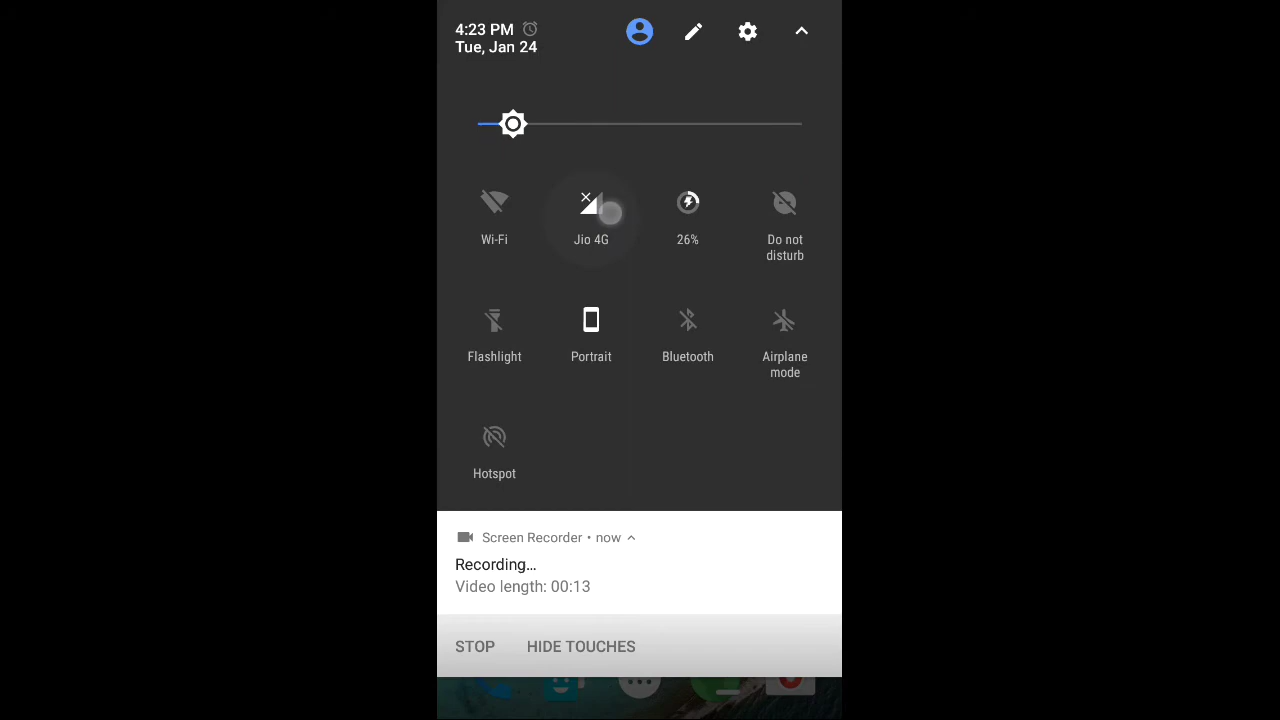 4:23 PM
Tue, Jan 24
Wi-Fi
Jio 4G
26%
Do not
disturb
Flashlight
Portrait
Bluetooth
Airplane
mode
Hotspot
Screen Recorder • now
Recording...
Video length: 00:13
STOP HIDE TOUCHES